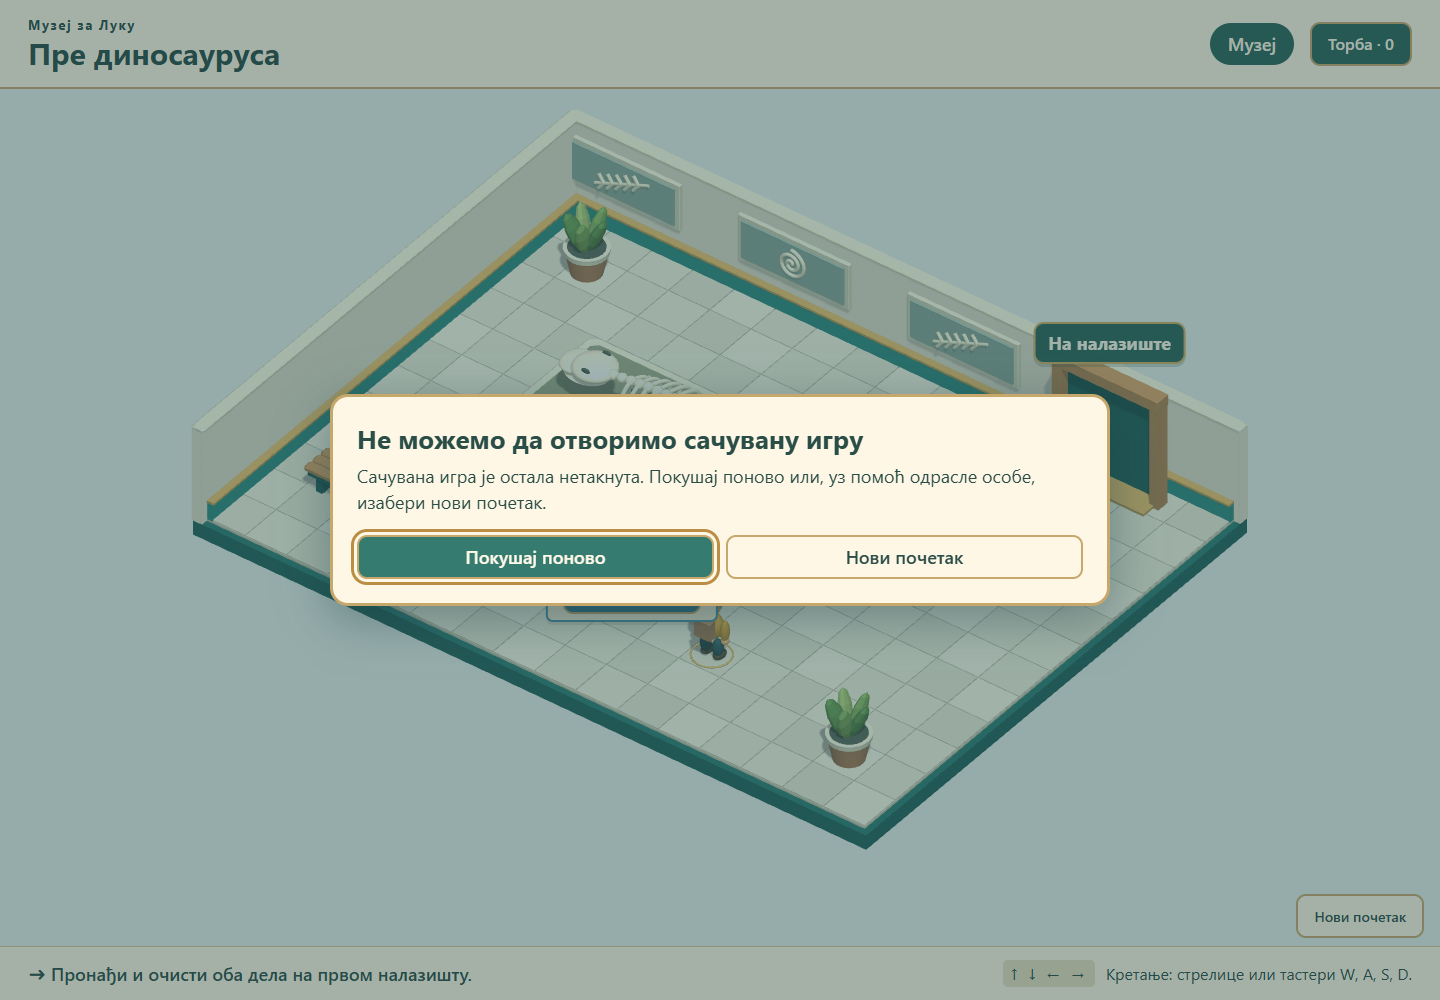 Музеј за Луку
Пре диносауруса
Музеј
Торба · 0
На налазиште
Не можемо да отворимо сачувану игру
Сачувана игра је остала нетакнута. Покушај поново или, уз помоћ одрасле особе,
изабери нови почетак.
Покушај поново
Нови почетак
Нови почетак
→ Пронађи и очисти оба дела на првом налазишту.
↑ ↓ ← → Кретање: стрелице или тастери W, A, S, D.